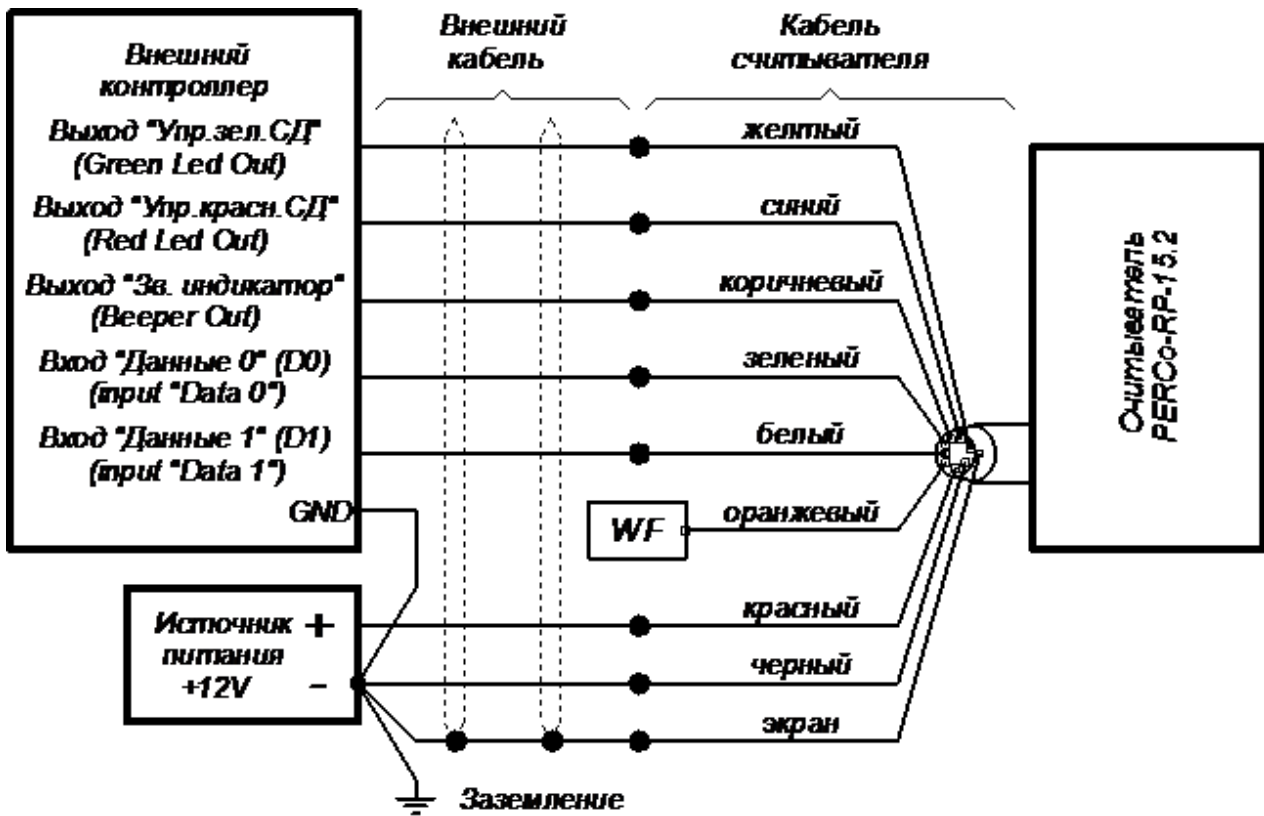 Внешний
контроллер
Выход "Упр.зел.СД"
(Green Led Out)
Выход "Упр.красн.СД"
(Red Led Out)
Выход "Зв. индикатор"
(Beeper Out)
Вход "Данные 0" (D0)
(input "Data 0")
Вход "Данные 1" (D1)
(input "Data 1")
GND
Источник +
питания
+12V –
Внешний
кабель
Кабель
считывателя
желтый
синий
коричневый
зеленый
белый
WF
оранжевый
красный
черный
экран
Заземление
Считыватель
PERCo-RP-15.2